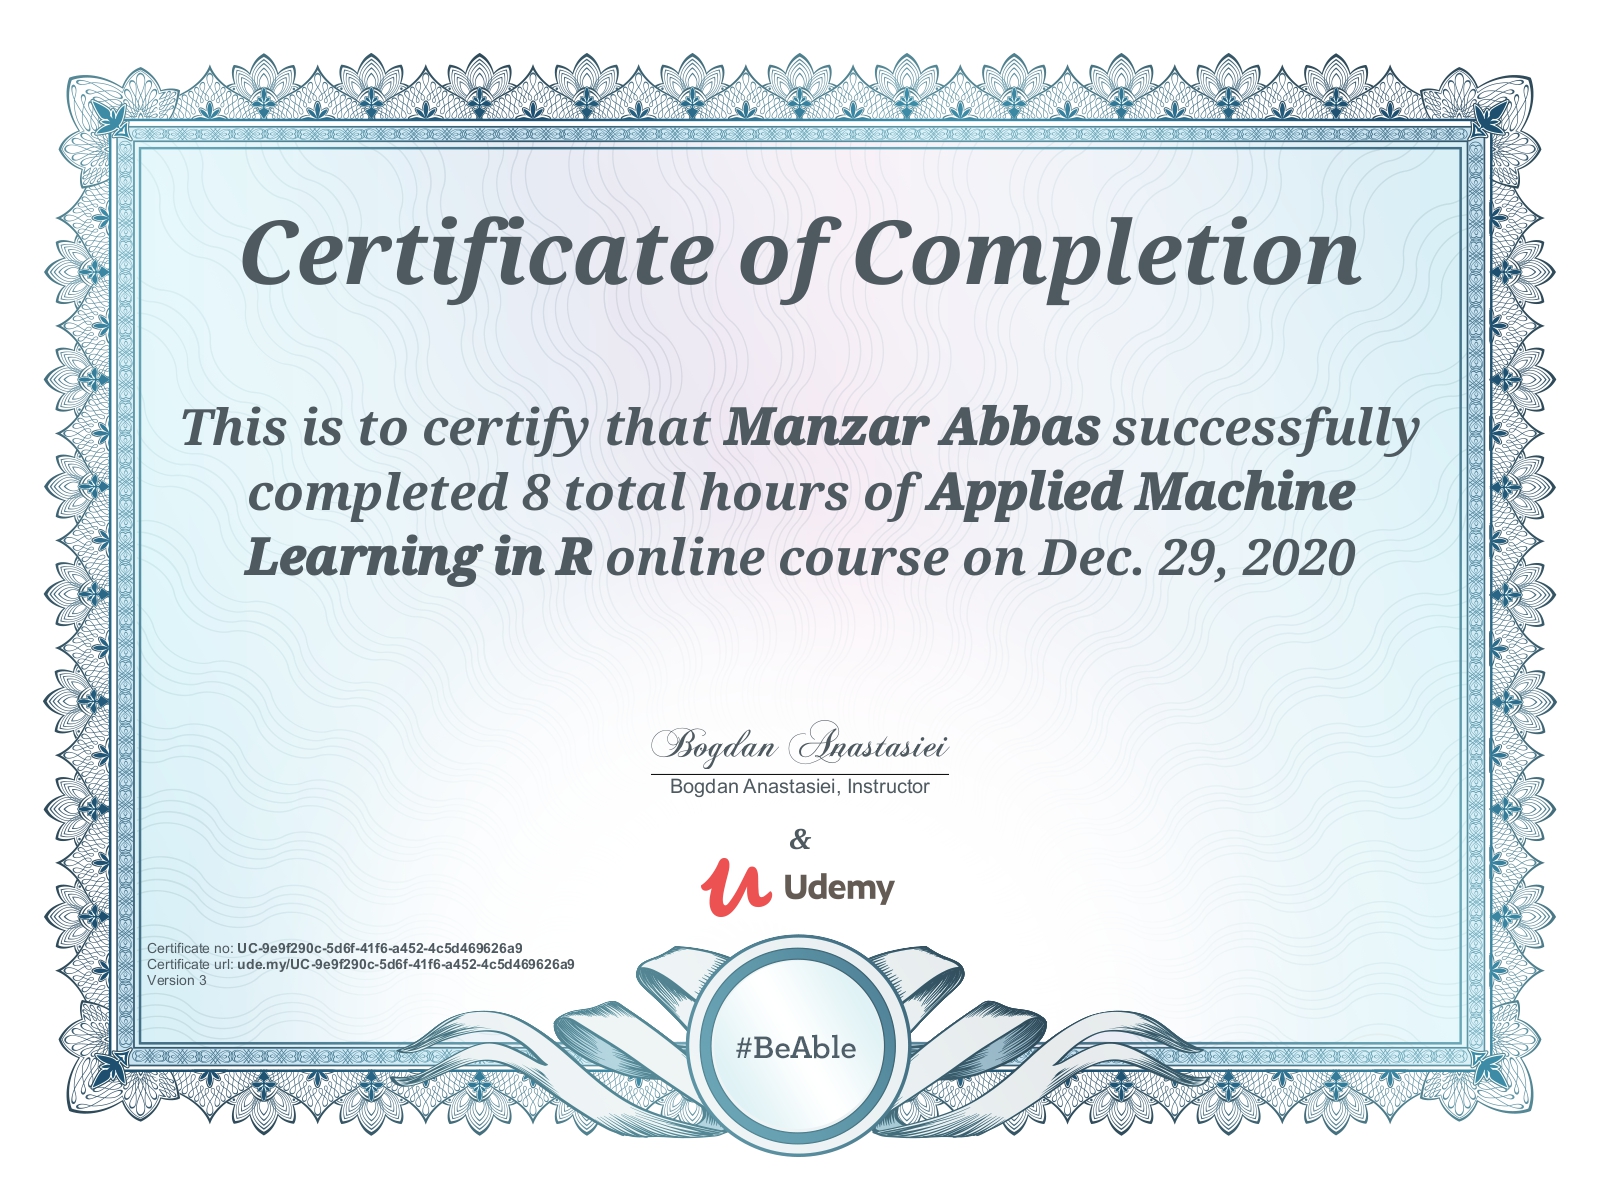 Certificate of Completion
This is to certify that Manzar Abbas successfully
completed 8 total hours of Applied Machine
Learning in R online course on Dec. 29, 2020
Bogdan Anastasiei
Bogdan Anastasiei, Instructor
&
Udemy
Certificate no: UC-9e9f290c-5d6f-41f6-a452-4c5d469626a9
Certificate url: ude.my/UC-9e9f290c-5d6f-41f6-a452-4c5d469626a9
Version 3
#BeAble